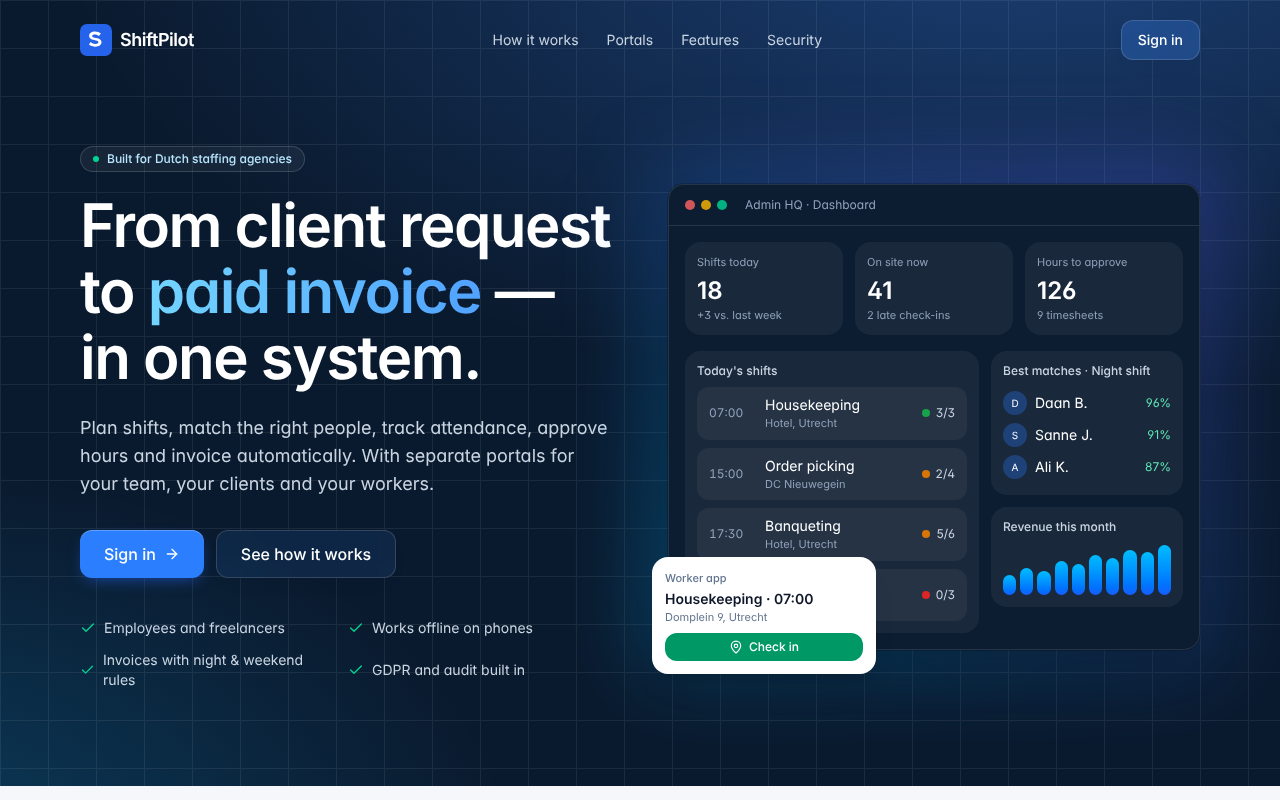 S ShiftPilot
How it works Portals Features Security
Sign in
Built for Dutch staffing agencies
From client request
to paid invoice —
in one system.
Plan shifts, match the right people, track attendance, approve
hours and invoice automatically. With separate portals for
your team, your clients and your workers.
Sign in →
See how it works
Employees and freelancers
Works offline on phones
Invoices with night & weekend
rules
GDPR and audit built in
Admin HQ · Dashboard
Shifts today
18
+3 vs. last week
On site now
41
2 late check-ins
Hours to approve
126
9 timesheets
Today's shifts
07:00 Housekeeping 3/3
Hotel, Utrecht
15:00 Order picking 2/4
DC Nieuwegein
17:30 Banqueting 5/6
Hotel, Utrecht
0/3
Best matches · Night shift
D Daan B. 96%
S Sanne J. 91%
A Ali K. 87%
Revenue this month
Worker app
Housekeeping · 07:00
Domplein 9, Utrecht
Check in